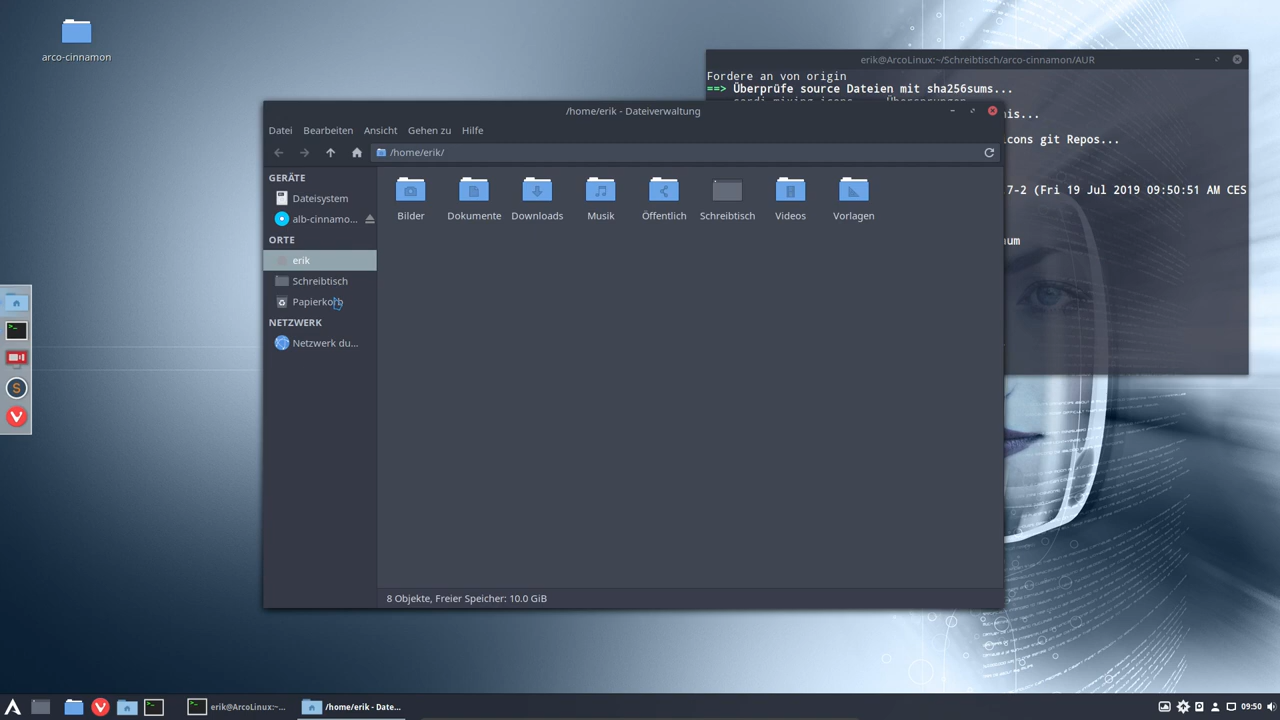 arco-cinnamon
erik@ArcoLinux:~/Schreibtisch/arco-cinnamon/AUR
Fordere an von origin
==> Überprüfe source Dateien mit sha256sums...
his...
cons git Repos...
7-2 (Fri 19 Jul 2019 09:50:51 AM CES
num
/home/erik - Dateiverwaltung
Datei Bearbeiten Ansicht Gehen zu Hilfe
/home/erik/
GERÄTE
Dateisystem
alb-cinnamo...
ORTE
erik
Schreibtisch
Papierkorb
NETZWERK
Netzwerk du...
Bilder Dokumente Downloads Musik Öffentlich Schreibtisch Videos Vorlagen
8 Objekte, Freier Speicher: 10.0 GiB
erik@ArcoLinux:~... /home/erik - Date... 09:50